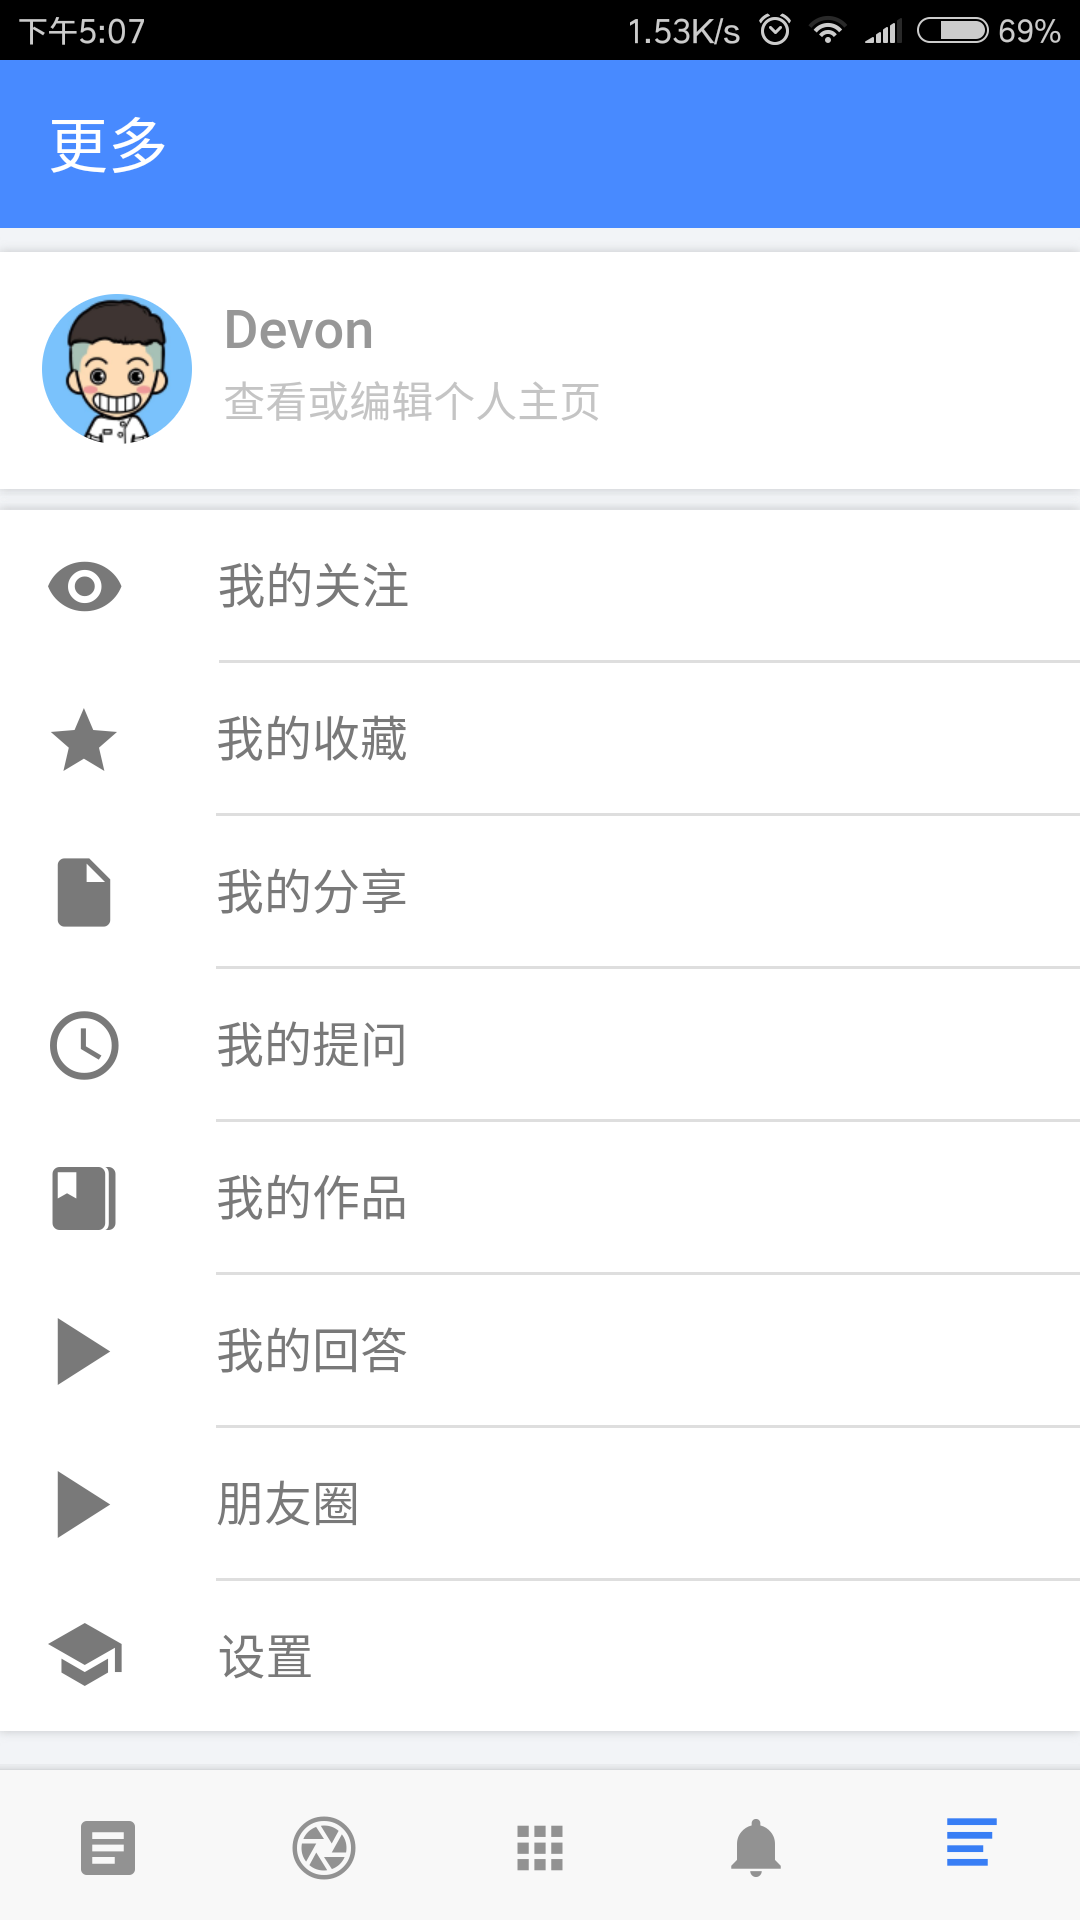 下午5:07 1.53K/s 69%
更多
Devon
查看或编辑个人主页
我的关注
我的收藏
我的分享
我的提问
我的作品
我的回答
朋友圈
设置